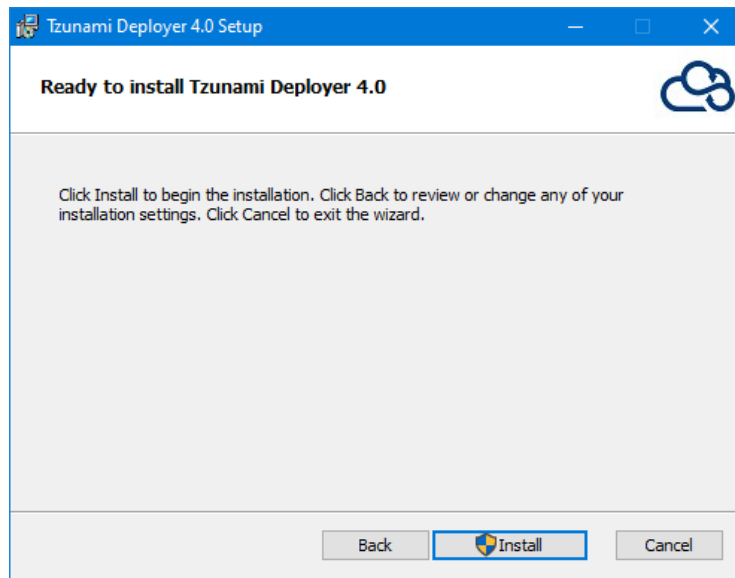 Tzunami Deployer 4.0 Setup
Ready to install Tzunami Deployer 4.0
Click Install to begin the installation. Click Back to review or change any of your
installation settings. Click Cancel to exit the wizard.
Back Install Cancel